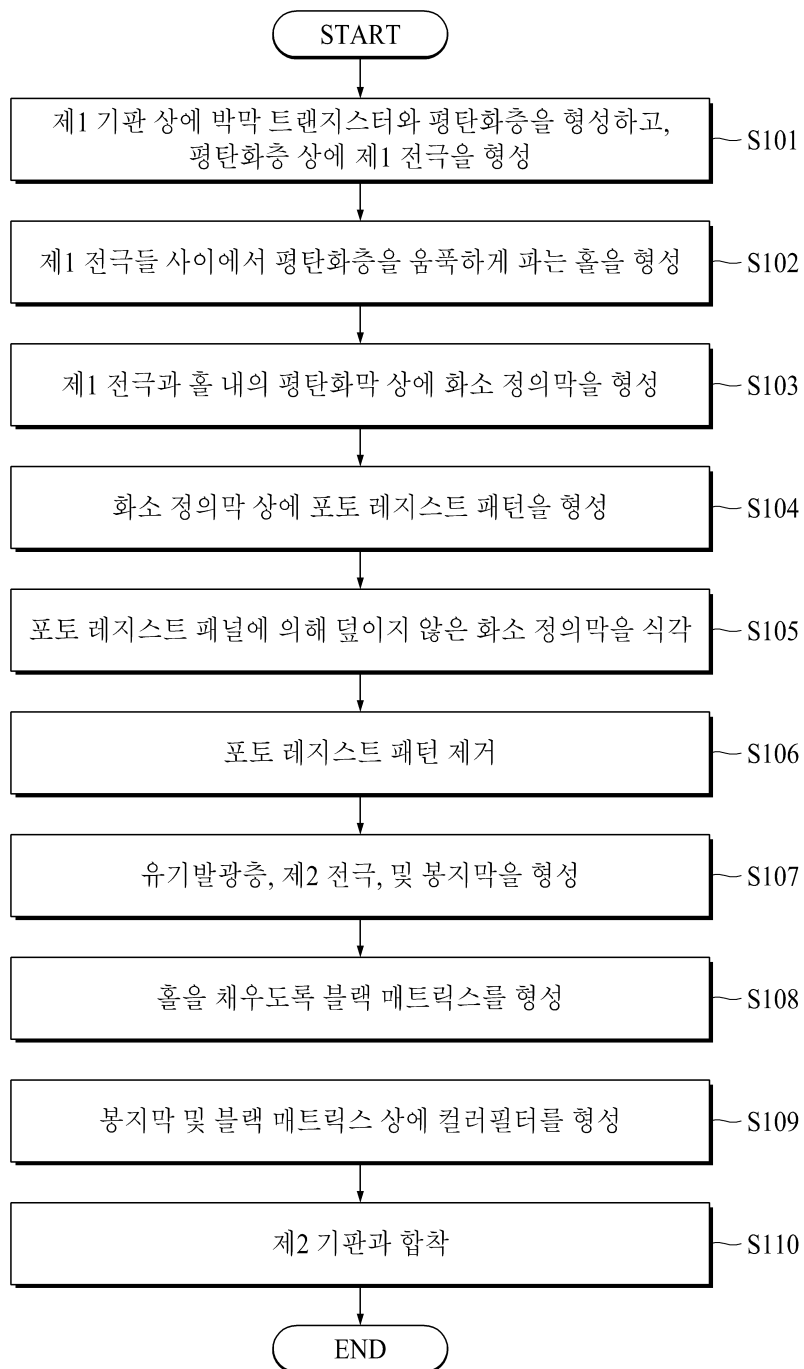 START
제1 기판 상에 박막 트랜지스터와 평탄화층을 형성하고,
평탄화층 상에 제1 전극을 형성
S101
제1 전극들 사이에서 평탄화층을 움푹하게 파는 홀을 형성
S102
제1 전극과 홀 내의 평탄화막 상에 화소 정의막을 형성
S103
화소 정의막 상에 포토 레지스트 패턴을 형성
S104
포토 레지스트 패널에 의해 덮이지 않은 화소 정의막을 식각
S105
포토 레지스트 패턴 제거
S106
유기발광층, 제2 전극, 및 봉지막을 형성
S107
홀을 채우도록 블랙 매트릭스를 형성
S108
봉지막 및 블랙 매트릭스 상에 컬러필터를 형성
S109
제2 기판과 합착
S110
END